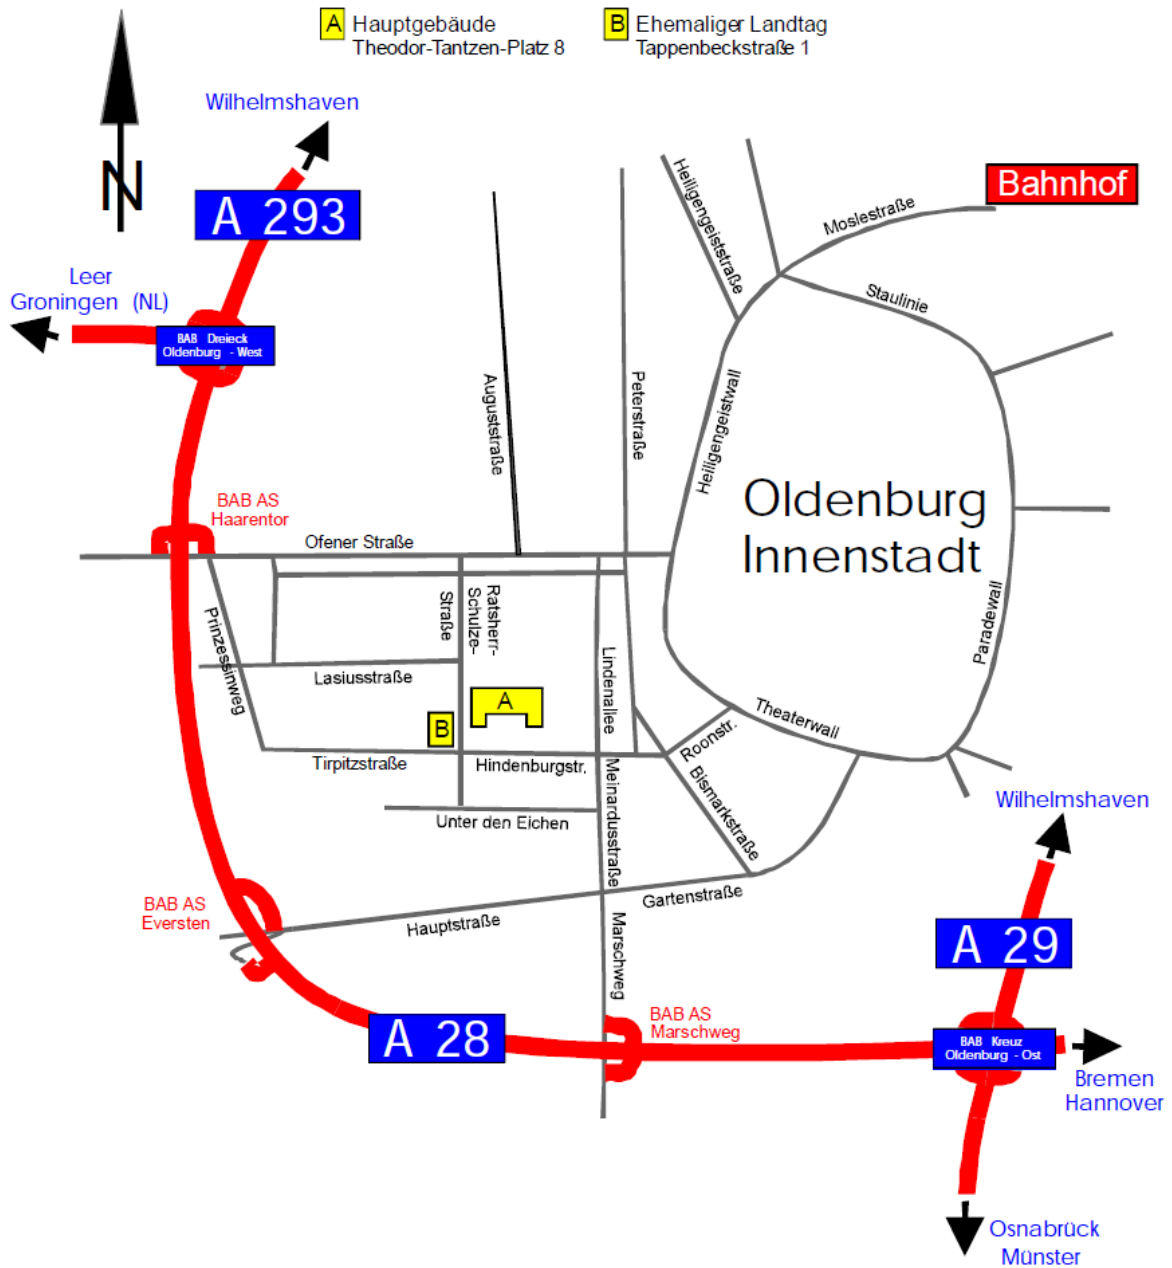 A Hauptgebäude
Theodor-Tantzen-Platz 8
B Ehemaliger Landtag
Tappenbeckstraße 1
N
Wilhelmshaven
A 293
Leer
Groningen (NL)
BAB Dreieck
Oldenburg - West
Bahnhof
Heiligengeiststraße
Moslestraße
Staulinie
Auguststraße
Peterstraße
Heiligengeistwall
Oldenburg
Innenstadt
BAB AS
Haarentor
Ofener Straße
Prinzessinweg
Ratsherr-
Schulze-
Straße
Lindenallee
Paradewall
Lasiusstraße
A
B
Theaterwall
Roonstr.
Tirpitzstraße
Hindenburgstr.
Meinardusstraße
Bismarkstraße
Unter den Eichen
Wilhelmshaven
BAB AS
Eversten
Hauptstraße
Gartenstraße
Marschweg
A 29
BAB AS
Marschweg
A 28
BAB Kreuz
Oldenburg - Ost
Bremen
Hannover
Osnabrück
Münster